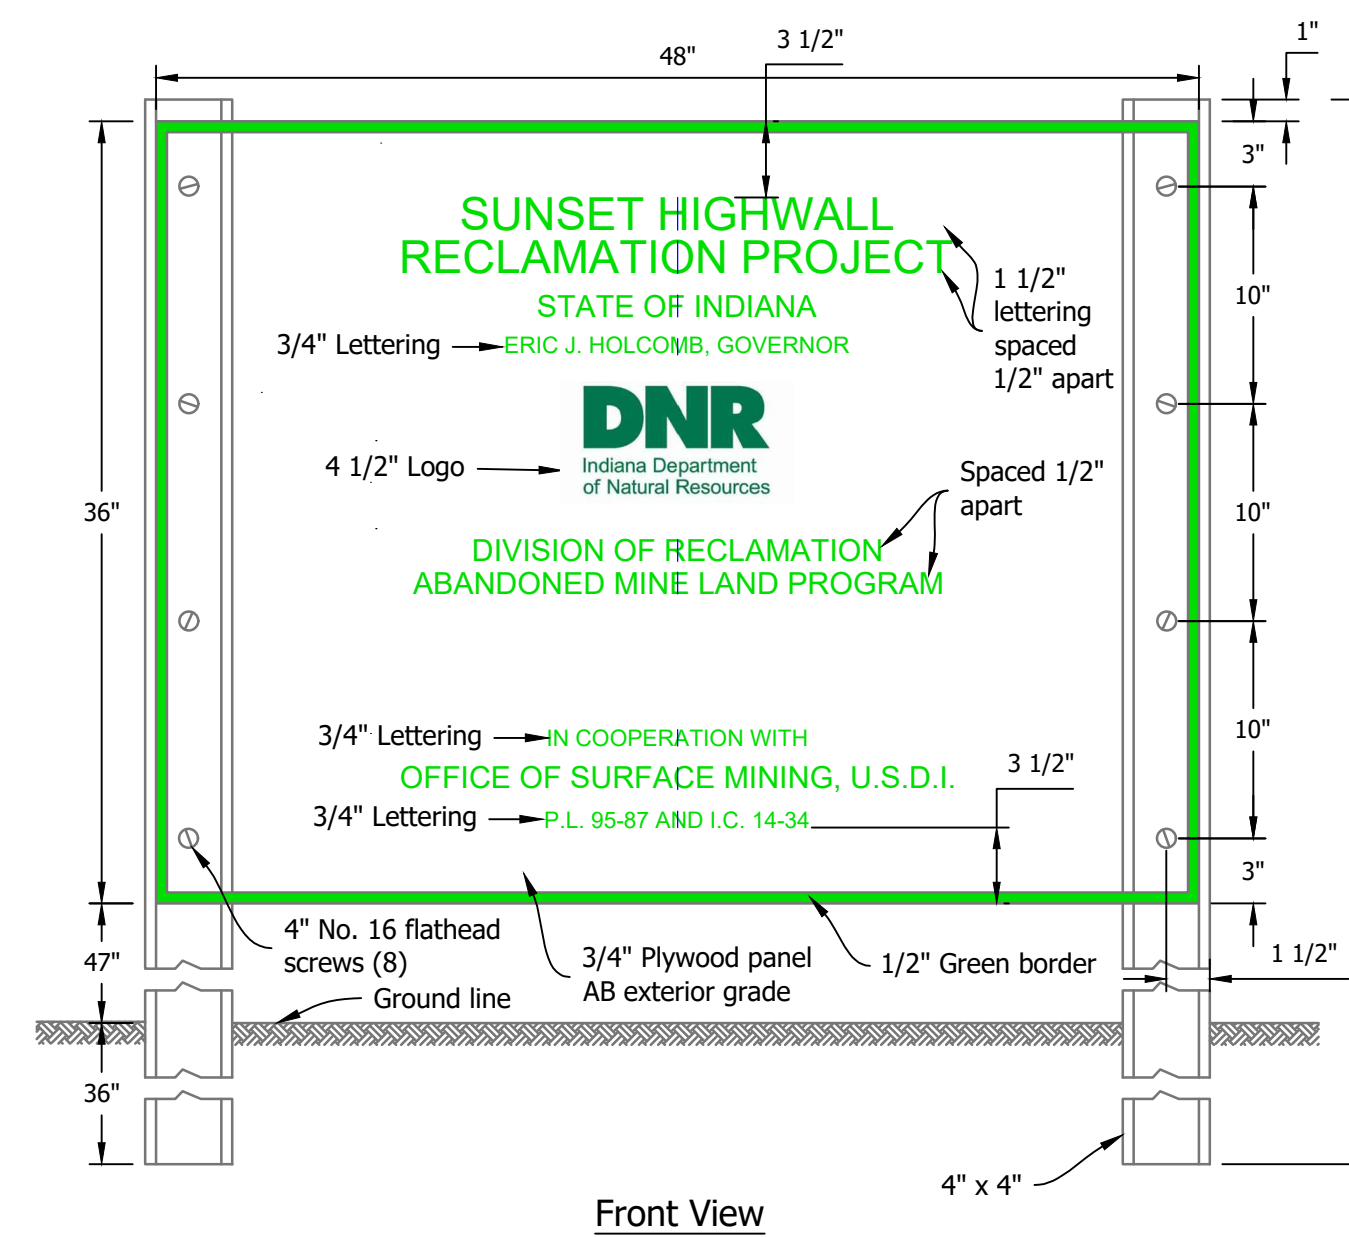 1"
3 1/2"
48"
3"
SUNSET HIGHWALL
RECLAMATION PROJECT
1 1/2"
lettering
spaced
1/2" apart
10"
STATE OF INDIANA
3/4" Lettering
ERIC J. HOLCOMB, GOVERNOR
DNR
Indiana Department
of Natural Resources
4 1/2" Logo
Spaced 1/2"
apart
36"
10"
DIVISION OF RECLAMATION
ABANDONED MINE LAND PROGRAM
10"
3/4" Lettering
IN COOPERATION WITH
OFFICE OF SURFACE MINING, U.S.D.I.
3 1/2"
3/4" Lettering
P.L. 95-87 AND I.C. 14-34
3"
4" No. 16 flathead
screws (8)
3/4" Plywood panel
AB exterior grade
1/2" Green border
1 1/2"
47"
Ground line
36"
4" x 4"
Front View